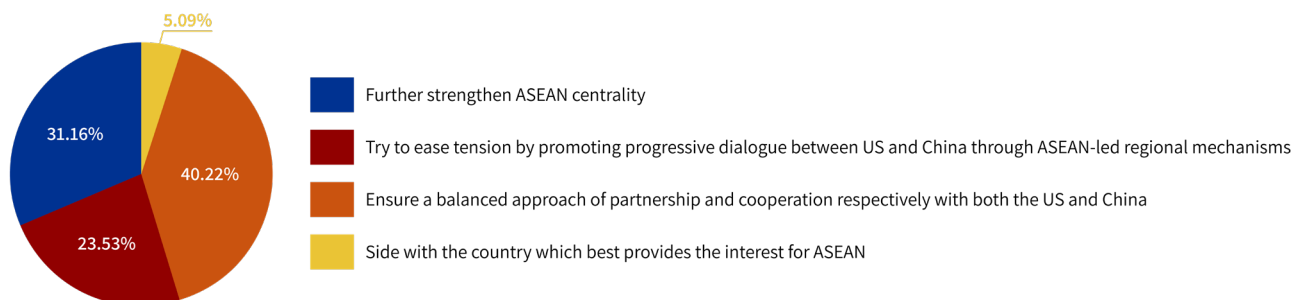 5.09%
31.16%
40.22%
23.53%
Further strengthen ASEAN centrality
Try to ease tension by promoting progressive dialogue between US and China through ASEAN-led regional mechanisms
Ensure a balanced approach of partnership and cooperation respectively with both the US and China
Side with the country which best provides the interest for ASEAN